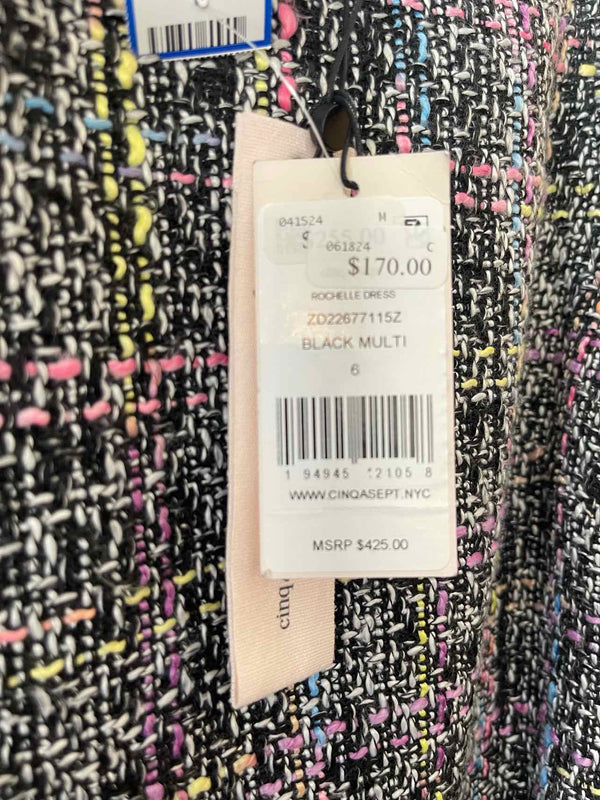 041524 M
$255.00
061824 C
$170.00
ROCHELLE DRESS
ZD22677115Z
BLACK MULTI
6
1 94945 12105 8
WWW.CINQASEPT.NYC
MSRP $425.00
cinq